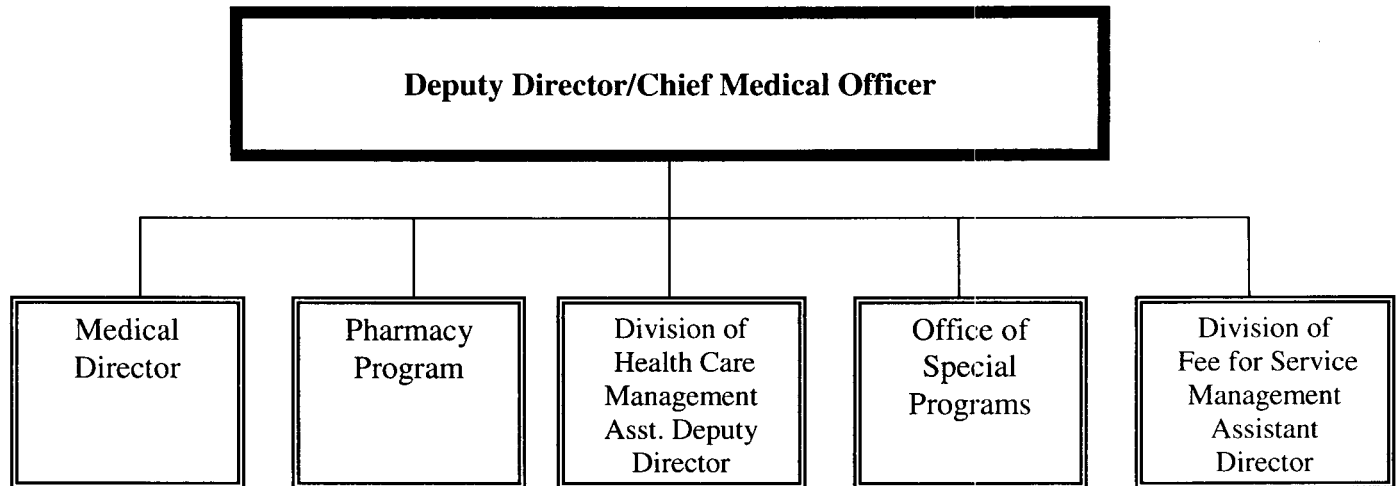 Deputy Director/Chief Medical Officer
Medical
Director
Pharmacy
Program
Division of
Health Care
Management
Asst. Deputy
Director
Office of
Special
Programs
Division of
Fee for Service
Management
Assistant
Director